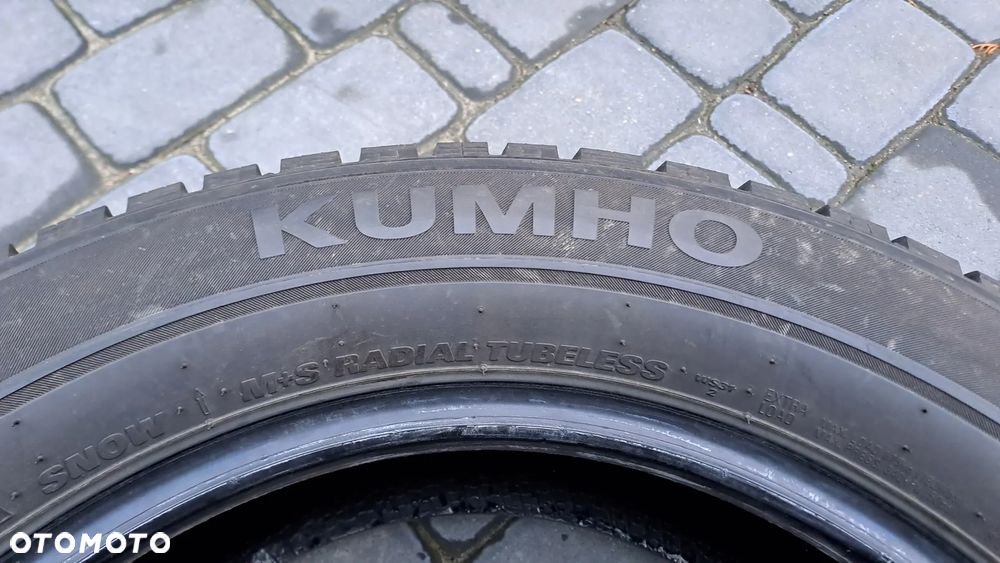 KUMHO
SNOW M+S RADIAL TUBELESS EXTRA
LOAD
OTOMOTO